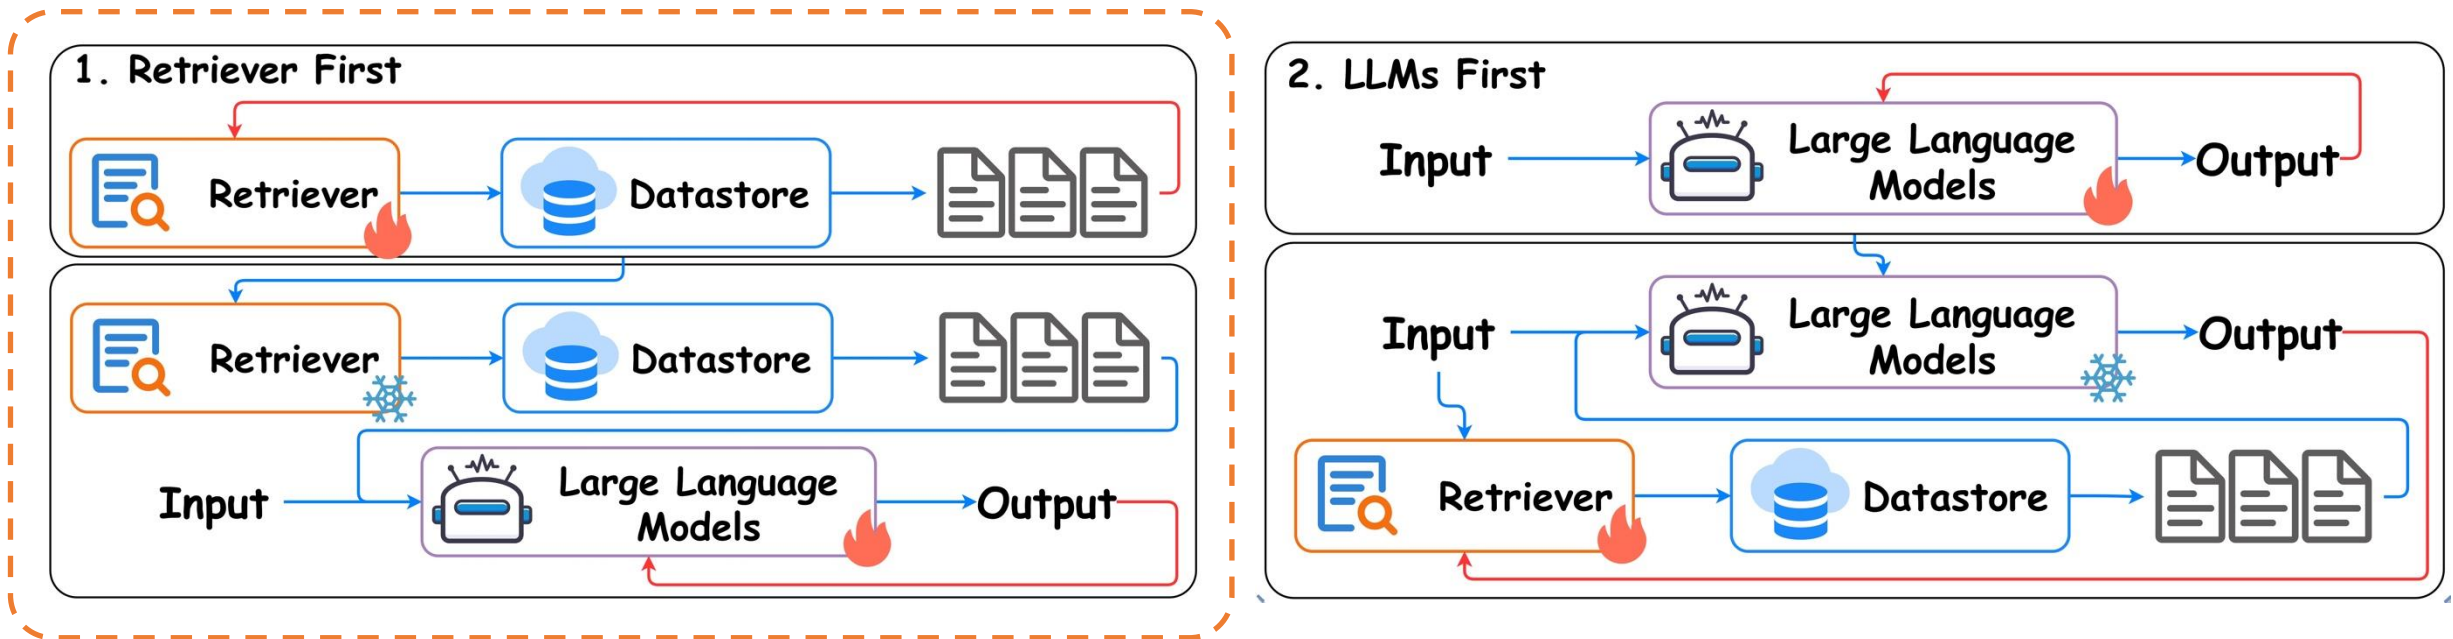 1. Retriever First
Retriever
Datastore
Retriever
Datastore
Input
Large Language
Models
Output
2. LLMs First
Input
Large Language
Models
Output
Input
Large Language
Models
Output
Retriever
Datastore